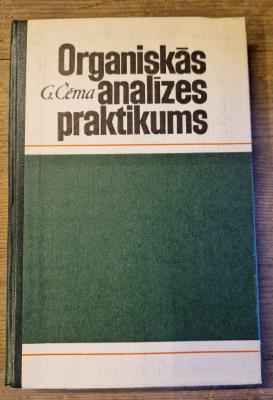 Organiskās
G. Čēma analīzes
praktikums